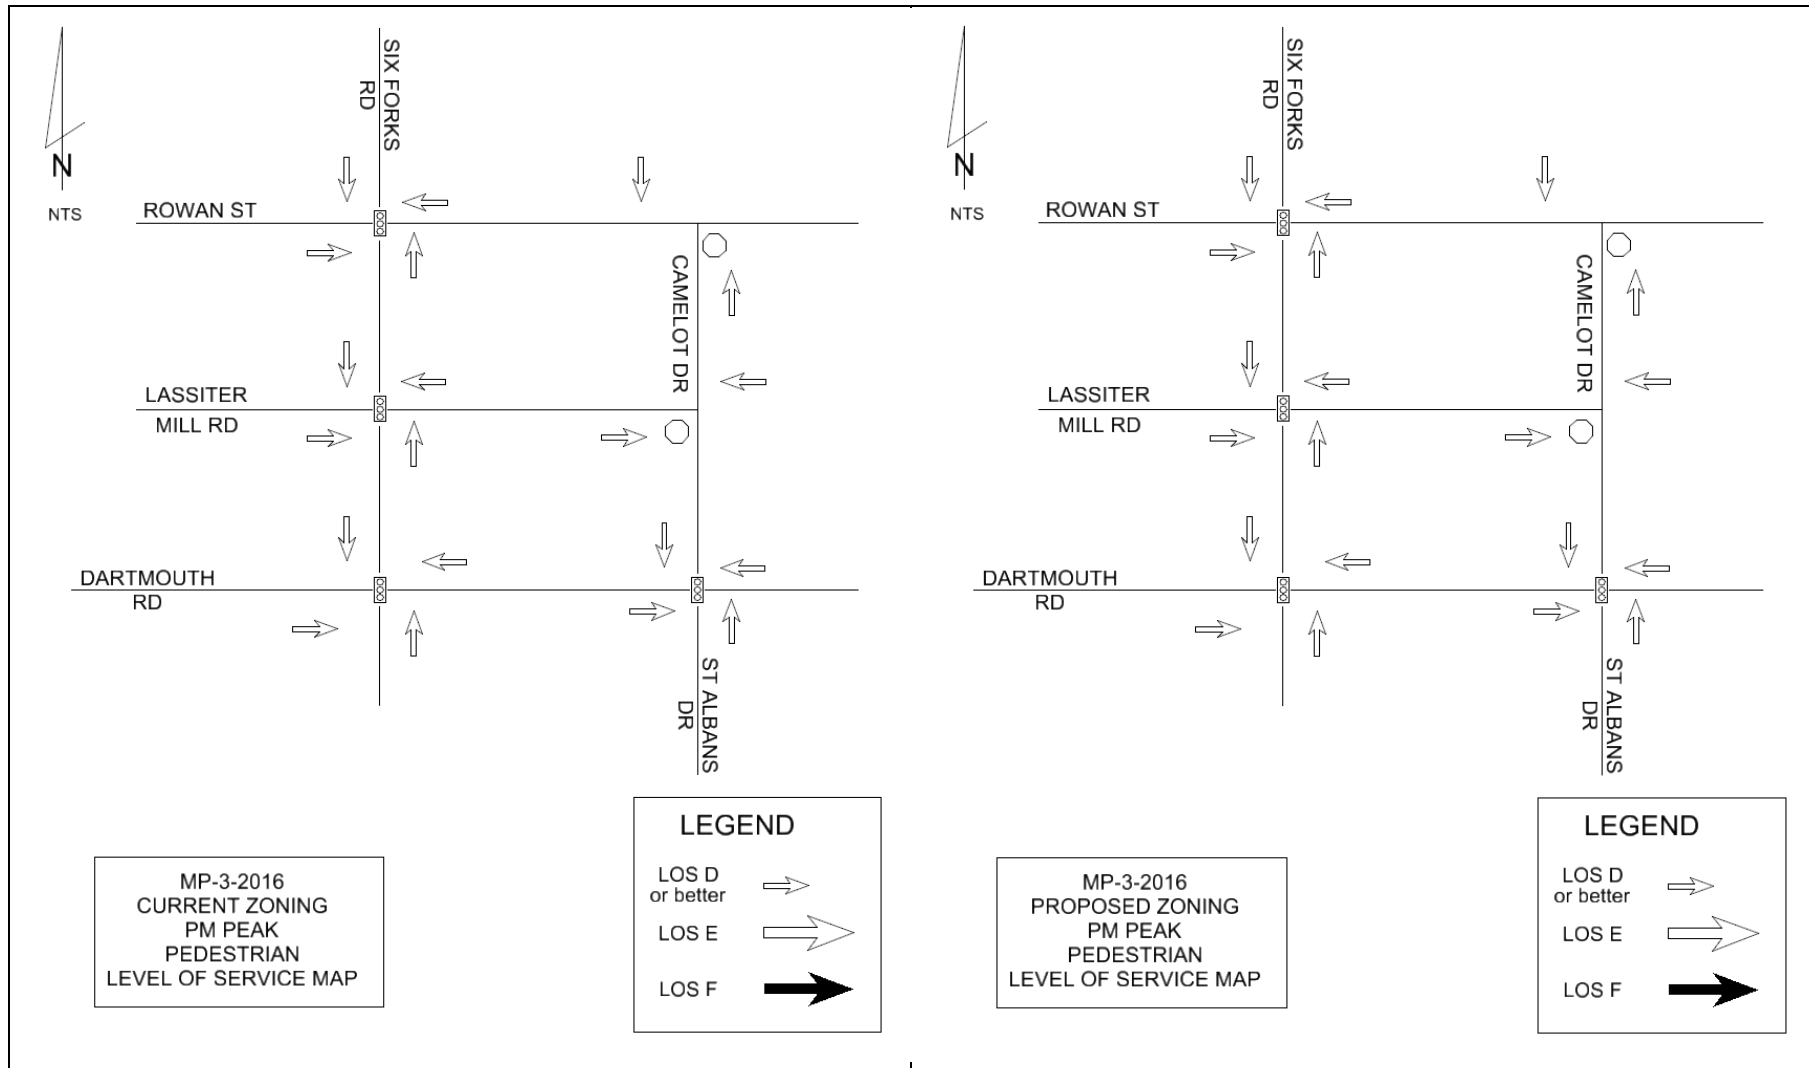 SIX FORKS
RD
N
NTS
ROWAN ST
CAMELOT DR
LASSITER
MILL RD
DARTMOUTH
RD
ST ALBANS
DR
MP-3-2016
CURRENT ZONING
PM PEAK
PEDESTRIAN
LEVEL OF SERVICE MAP
LEGEND
LOS D
or better
LOS E
LOS F
SIX FORKS
RD
N
NTS
ROWAN ST
CAMELOT DR
LASSITER
MILL RD
DARTMOUTH
RD
ST ALBANS
DR
MP-3-2016
PROPOSED ZONING
PM PEAK
PEDESTRIAN
LEVEL OF SERVICE MAP
LEGEND
LOS D
or better
LOS E
LOS F